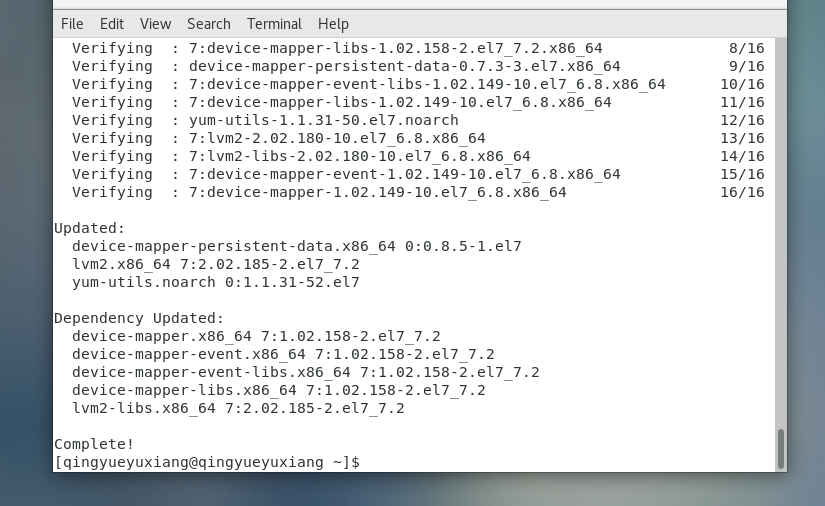 File Edit View Search Terminal Help
Verifying : 7:device-mapper-libs-1.02.158-2.el7_7.2.x86_64 8/16
Verifying : device-mapper-persistent-data-0.7.3-3.el7.x86_64 9/16
Verifying : 7:device-mapper-event-libs-1.02.149-10.el7_6.8.x86_64 10/16
Verifying : 7:device-mapper-libs-1.02.149-10.el7_6.8.x86_64 11/16
Verifying : yum-utils-1.1.31-50.el7.noarch 12/16
Verifying : 7:lvm2-2.02.180-10.el7_6.8.x86_64 13/16
Verifying : 7:lvm2-libs-2.02.180-10.el7_6.8.x86_64 14/16
Verifying : 7:device-mapper-event-1.02.149-10.el7_6.8.x86_64 15/16
Verifying : 7:device-mapper-1.02.149-10.el7_6.8.x86_64 16/16
Updated:
device-mapper-persistent-data.x86_64 0:0.8.5-1.el7
lvm2.x86_64 7:2.02.185-2.el7_7.2
yum-utils.noarch 0:1.1.31-52.el7
Dependency Updated:
device-mapper.x86_64 7:1.02.158-2.el7_7.2
device-mapper-event.x86_64 7:1.02.158-2.el7_7.2
device-mapper-event-libs.x86_64 7:1.02.158-2.el7_7.2
device-mapper-libs.x86_64 7:1.02.158-2.el7_7.2
lvm2-libs.x86_64 7:2.02.185-2.el7_7.2
Complete!
[qingyueyuxiang@qingyueyuxiang ~]$